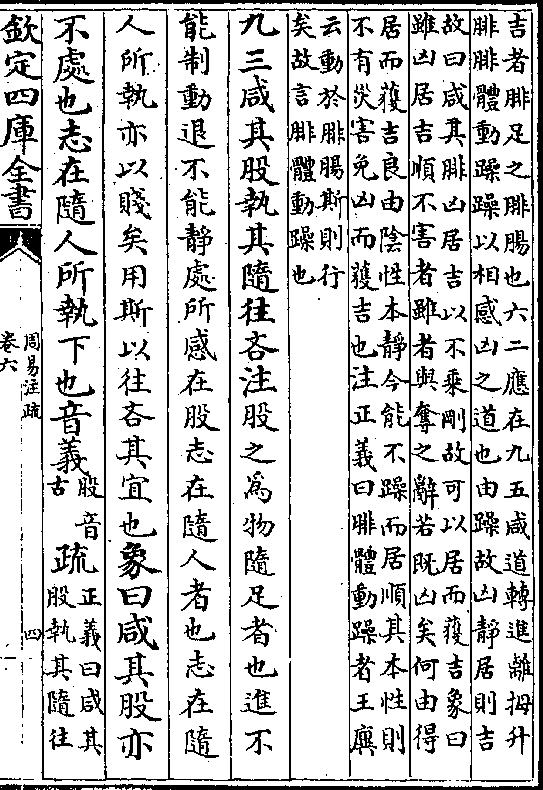 吉者腓足之腓腸也六二應在九五咸道轉進離拇升
腓腓體動躁躁以相感凶之道也由躁故凶静居則吉
故曰咸其腓凶居吉以不乘剛故可以居而獲吉象曰
雖凶居吉順不害者雖者與奪之辭若既凶矣何由得
居而獲吉良由陰性本静今能不躁而居順其本性則
不有災害免凶而獲吉也注正義曰腓體動躁者王廙
云動於腓腸斯則行
矣故言腓體動躁也
九三咸其股執其隨往吝注股之為物隨足者也進不
能制動退不能静處所感在股志在隨人者也志在隨
人所執亦以賤矣用斯以往吝其宜也象曰咸其股亦
不處也志在隨人所執下也音義股音
古
疏正義曰咸其
股執其隨往
欽定四庫全書
周易注疏
卷六
四